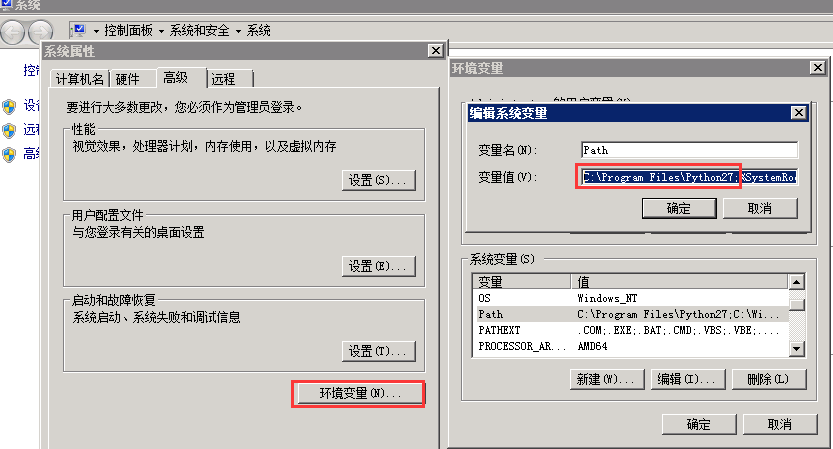 系统
控制面板 系统和安全 系统
控
设
远
高
系统属性
计算机名 硬件 高级 远程
要进行大多数更改，您必须作为管理员登录。
性能
视觉效果，处理器计划，内存使用，以及虚拟内存
设置(S)...
用户配置文件
与您登录有关的桌面设置
设置(E)...
启动和故障恢复
系统启动、系统失败和调试信息
设置(T)...
环境变量(N)...
环境变量
编辑系统变量
变量名(N): Path
变量值(V): C:\Program Files\Python27;%SystemRoo
确定 取消
系统变量(S)
变量 值
OS Windows_NT
Path C:\Program Files\Python27;C:\Wi...
PATHEXT .COM;.EXE;.BAT;.CMD;.VBS;.VBE;....
PROCESSOR_AR... AMD64
新建(W)... 编辑(I)... 删除(L)
确定 取消